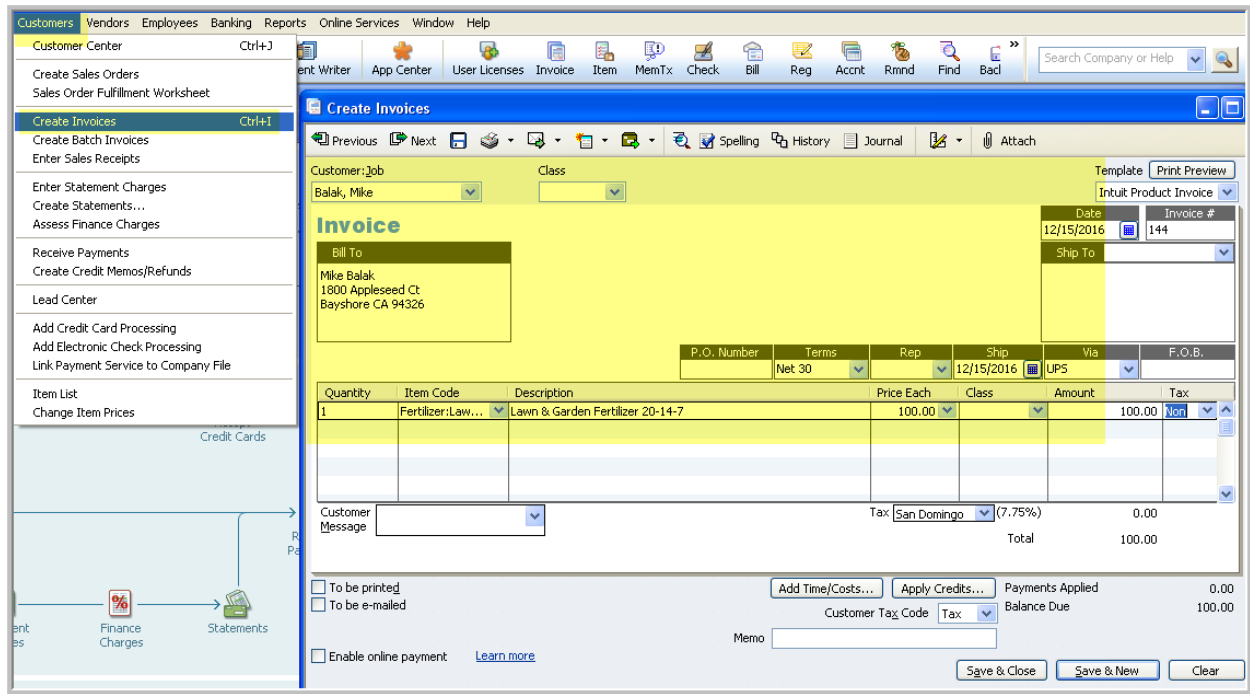 Customers Vendors Employees Banking Reports Online Services Window Help
Customer Center Ctrl+J
Create Sales Orders
Sales Order Fulfillment Worksheet
Create Invoices Ctrl+I
Create Batch Invoices
Enter Sales Receipts
Enter Statement Charges
Create Statements...
Assess Finance Charges
Receive Payments
Create Credit Memos/Refunds
Lead Center
Add Credit Card Processing
Add Electronic Check Processing
Link Payment Service to Company File
Item List
Change Item Prices
ent Writer App Center User Licenses Invoice Item MemTx Check Bill Reg Accnt Rmnd Find Bacl » Search Company or Help
Create Invoices
Previous Next Spelling History Journal Attach
Customer:Job Class Template Print Preview
Balak, Mike Intuit Product Invoice
Invoice
Date Invoice #
12/15/2016 144
Bill To Ship To
Mike Balak
1800 Appleseed Ct
Bayshore CA 94326
P.O. Number Terms Rep Ship Via F.O.B.
Net 30 12/15/2016 UPS
Quantity Item Code Description Price Each Class Amount Tax
1 Fertilizer:Law... Lawn & Garden Fertilizer 20-14-7 100.00 100.00 Non
Customer Message
Tax San Domingo (7.75%) 0.00
Total 100.00
To be printed
To be e-mailed
Add Time/Costs... Apply Credits... Payments Applied 0.00
Customer Tax Code Tax Balance Due 100.00
Memo
Enable online payment Learn more
Save & Close Save & New Clear
Credit Cards
R
Pa
ent
es
Finance
Charges
%
Statements